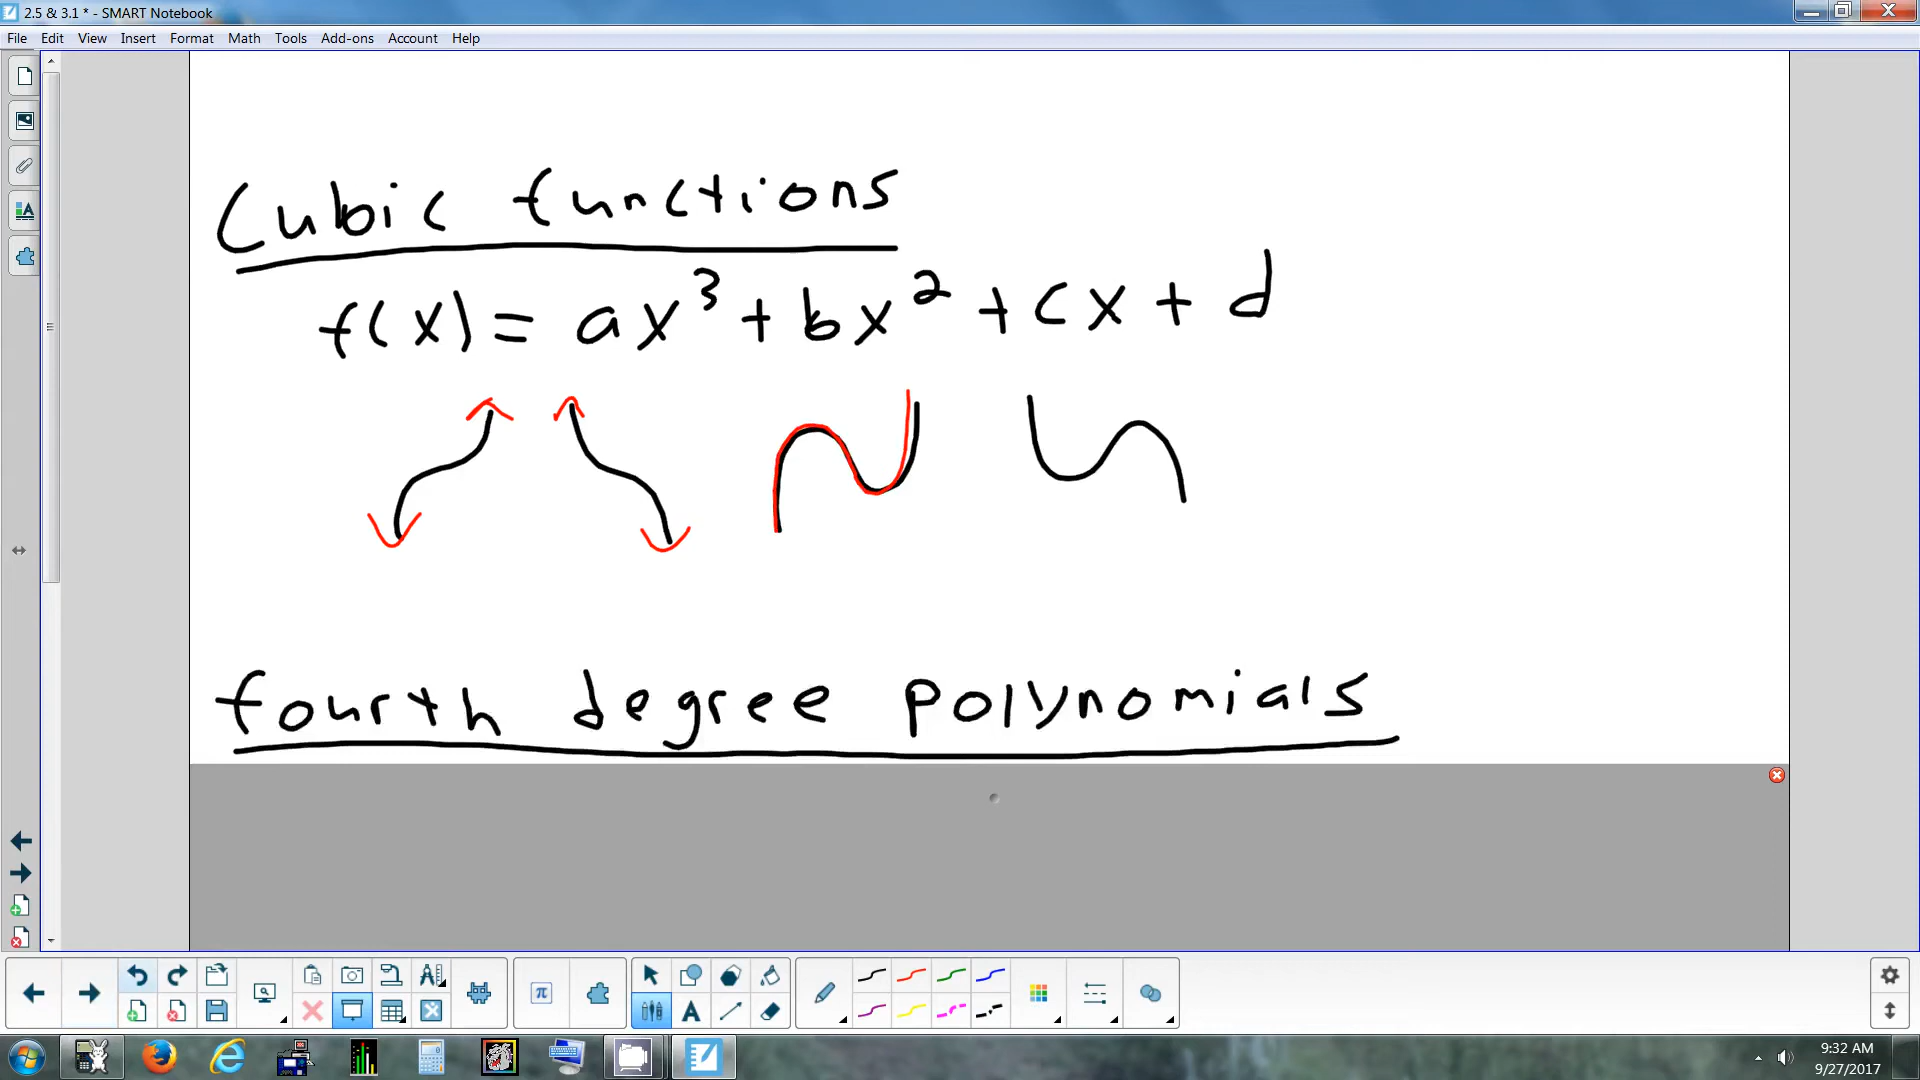 2.5 & 3.1 * - SMART Notebook
File Edit View Insert Format Math Tools Add-ons Account Help
Cubic functions
f(x) = ax³ + bx² + cx + d
fourth degree polynomials
π
A
9:32 AM
9/27/2017